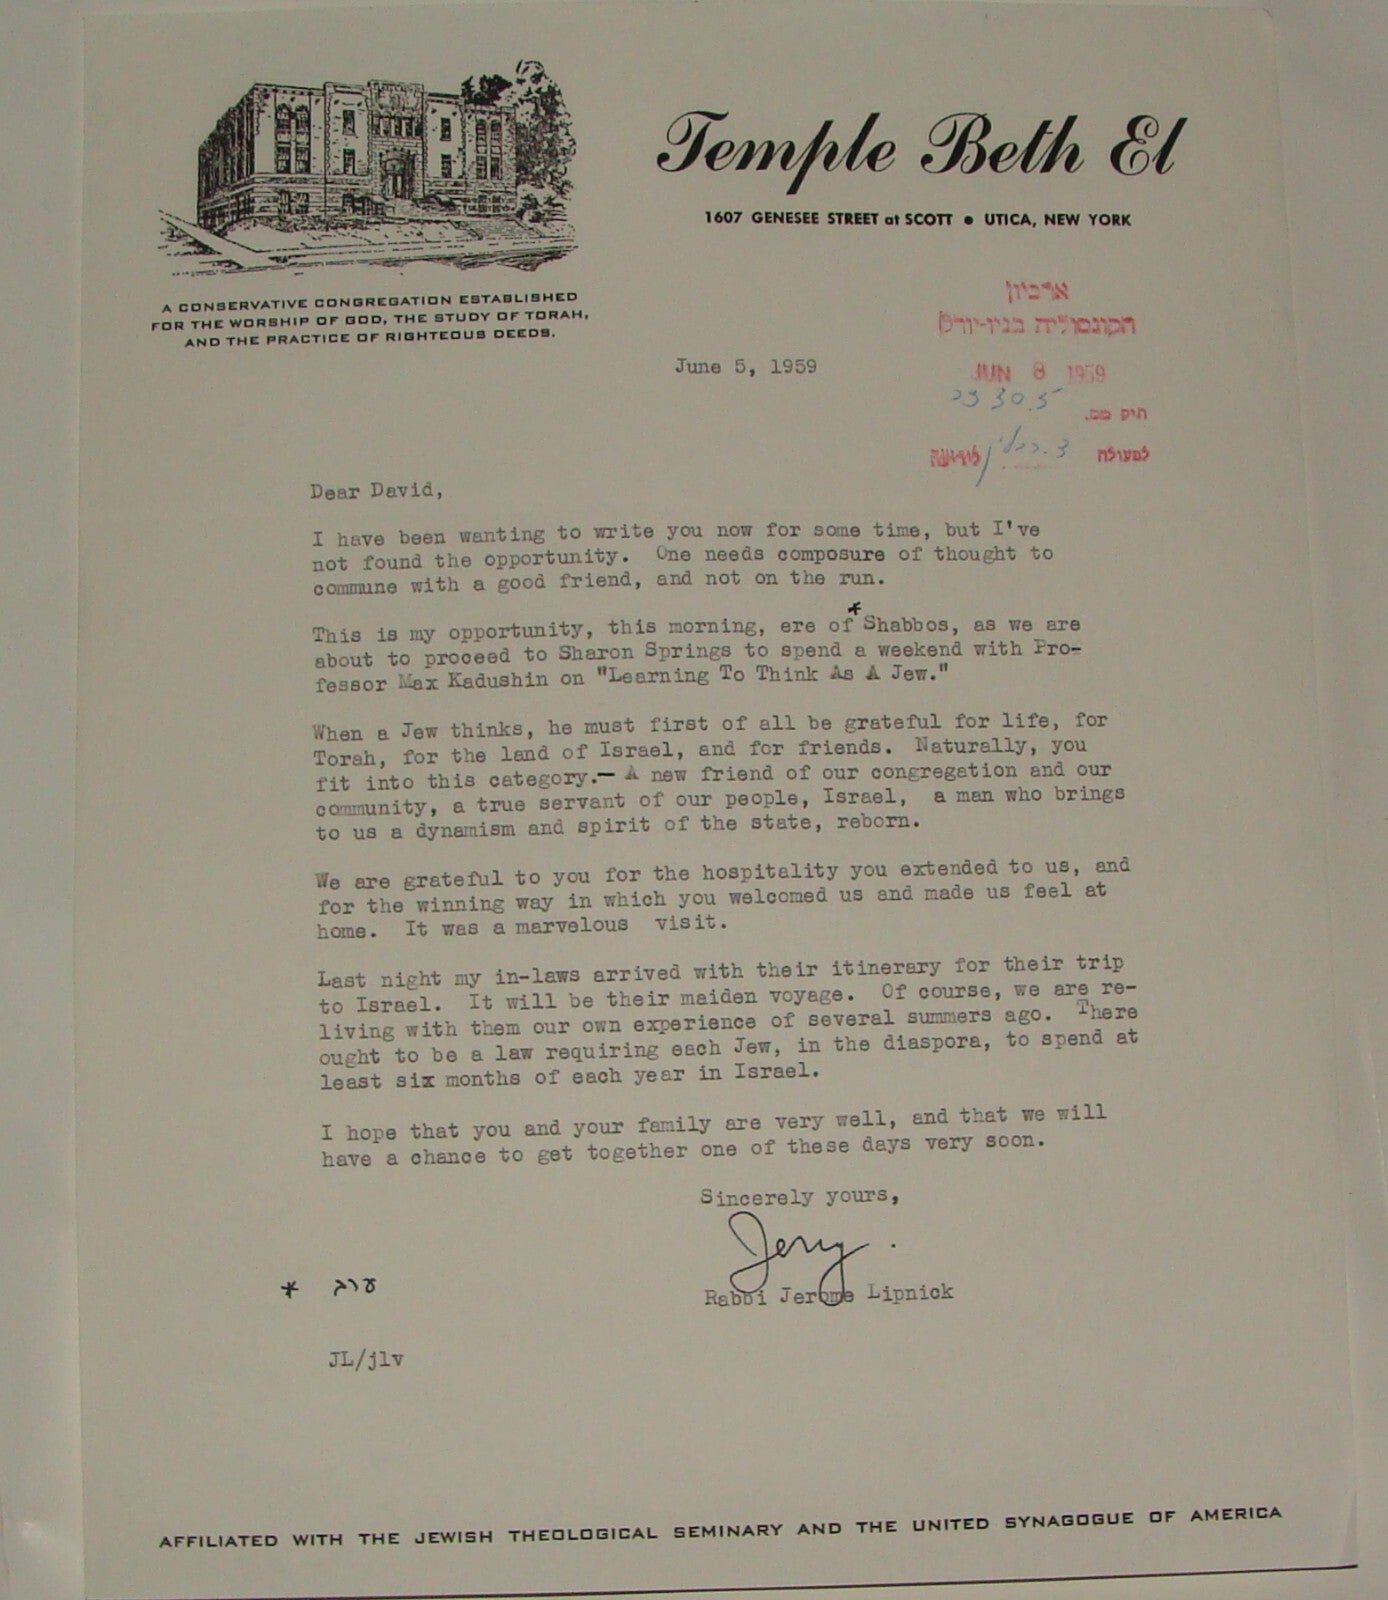 Temple Beth El
1607 GENESEE STREET at SCOTT ● UTICA, NEW YORK
A CONSERVATIVE CONGREGATION ESTABLISHED
FOR THE WORSHIP OF GOD, THE STUDY OF TORAH,
AND THE PRACTICE OF RIGHTEOUS DEEDS.
ארכיון
הקונסוליה בניו-יורק
June 5, 1959
JUN 8 1959
תיק מס.
לפעולה
Dear David,
I have been wanting to write you now for some time, but I've
not found the opportunity. One needs composure of thought to
commune with a good friend, and not on the run.
This is my opportunity, this morning, ere of* Shabbos, as we are
about to proceed to Sharon Springs to spend a weekend with Pro-
fessor Max Kadushin on "Learning To Think As A Jew."
When a Jew thinks, he must first of all be grateful for life, for
Torah, for the land of Israel, and for friends. Naturally, you
fit into this category.— A new friend of our congregation and our
community, a true servant of our people, Israel, a man who brings
to us a dynamism and spirit of the state, reborn.
We are grateful to you for the hospitality you extended to us, and
for the winning way in which you welcomed us and made us feel at
home. It was a marvelous visit.
Last night my in-laws arrived with their itinerary for their trip
to Israel. It will be their maiden voyage. Of course, we are re-
living with them our own experience of several summers ago. There
ought to be a law requiring each Jew, in the diaspora, to spend at
least six months of each year in Israel.
I hope that you and your family are very well, and that we will
have a chance to get together one of these days very soon.
Sincerely yours,
Jerry.
Rabbi Jerome Lipnick
* ערב
JL/jlv
AFFILIATED WITH THE JEWISH THEOLOGICAL SEMINARY AND THE UNITED SYNAGOGUE OF AMERICA